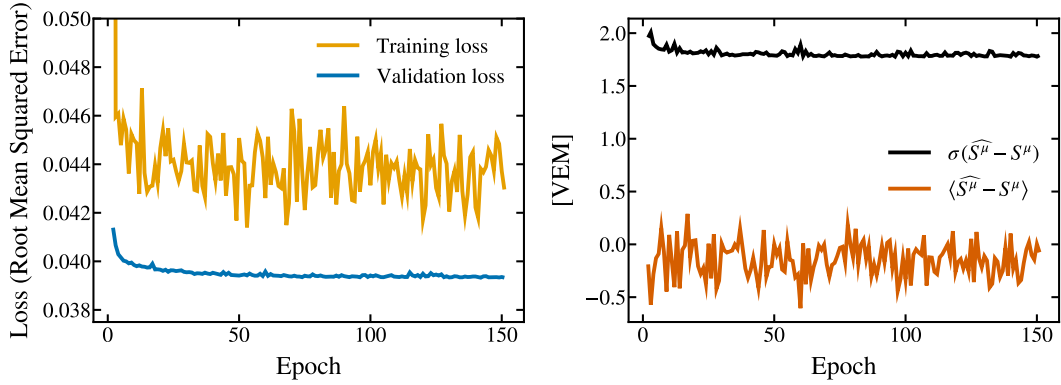 Loss (Root Mean Squared Error)
0.050
0.048
0.046
0.044
0.042
0.040
0.038
Training loss
Validation loss
0
50
100
150
Epoch
[VEM]
2.0
1.5
1.0
0.5
0.0
−0.5
σ(\widehat{S^μ} − S^μ)
⟨\widehat{S^μ} − S^μ⟩
0
50
100
150
Epoch